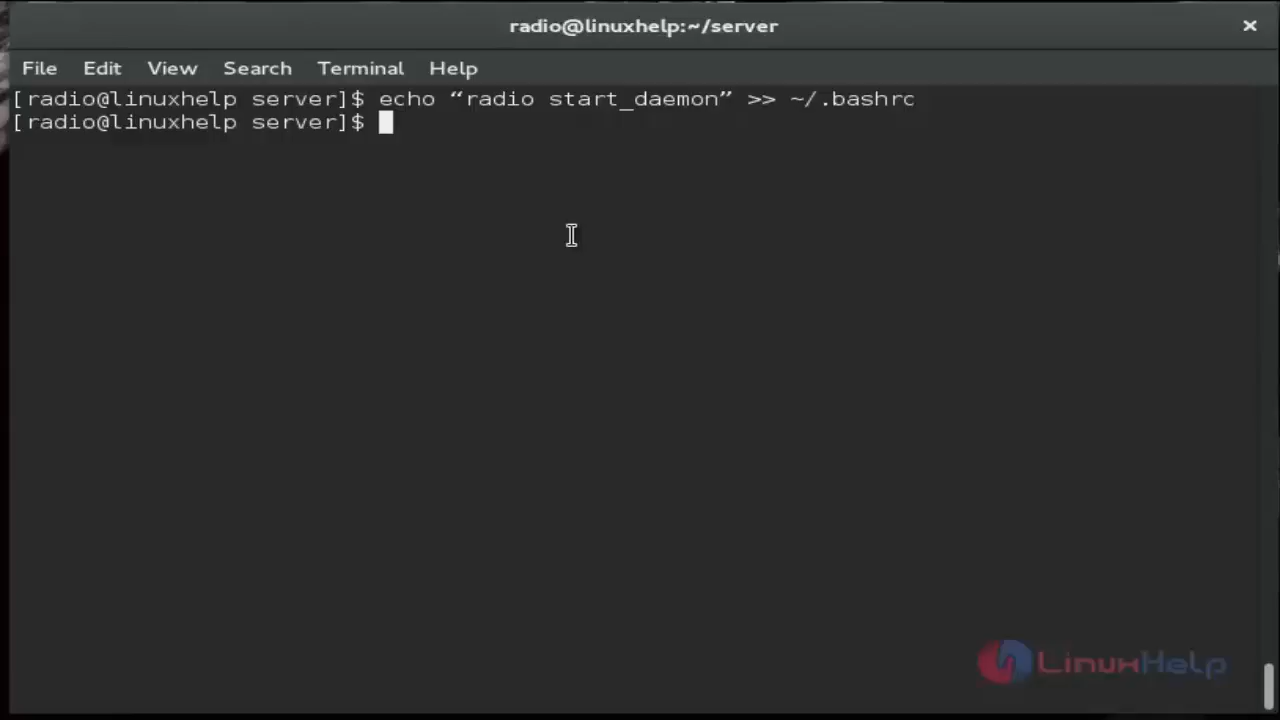 radio@linuxhelp:~/server ×
File Edit View Search Terminal Help
[radio@linuxhelp server]$ echo “radio start_daemon” >> ~/.bashrc
[radio@linuxhelp server]$
LinuxHelp